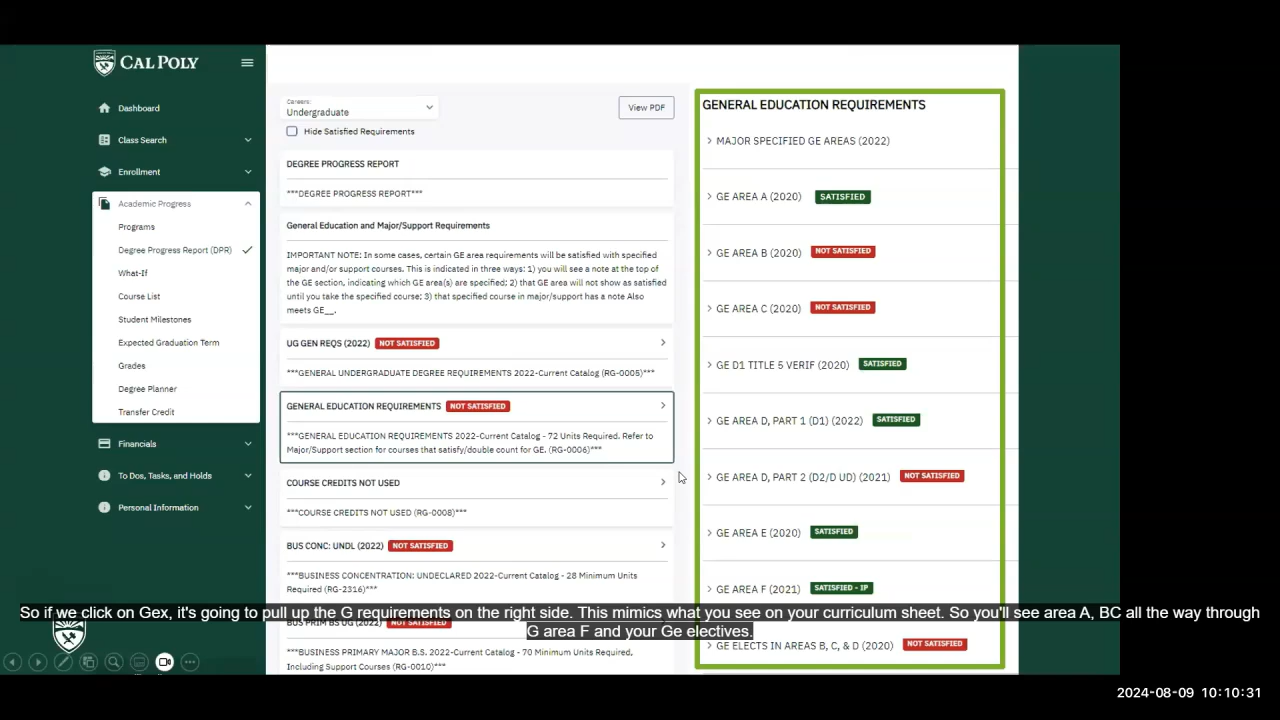 CAL POLY
Dashboard
Class Search
Enrollment
Academic Progress
Programs
Degree Progress Report (DPR)
What-If
Course List
Student Milestones
Expected Graduation Term
Grades
Degree Planner
Transfer Credit
Financials
To Dos, Tasks, and Holds
Personal Information
Careers:
Undergraduate
View PDF
Hide Satisfied Requirements
DEGREE PROGRESS REPORT
***DEGREE PROGRESS REPORT***
General Education and Major/Support Requirements
IMPORTANT NOTE: In some cases, certain GE area requirements will be satisfied with specified
major and/or support courses. This is indicated in three ways: 1) you will see a note at the top of
the GE section, indicating which GE area(s) are specified; 2) that GE area will not show as satisfied
until you take the specified course; 3) that specified course in major/support has a note Also
meets GE__.
UG GEN REQS (2022) NOT SATISFIED
***GENERAL UNDERGRADUATE DEGREE REQUIREMENTS 2022-Current Catalog (RG-0005)***
GENERAL EDUCATION REQUIREMENTS NOT SATISFIED
***GENERAL EDUCATION REQUIREMENTS 2022-Current Catalog - 72 Units Required. Refer to
Major/Support section for courses that satisfy/double count for GE. (RG-0006)***
COURSE CREDITS NOT USED
***COURSE CREDITS NOT USED (RG-0008)***
BUS CONC: UNDL (2022) NOT SATISFIED
***BUSINESS CONCENTRATION: UNDECLARED 2022-Current Catalog - 28 Minimum Units
Required (RG-2316)***
BUS PRIM BS UG (2022) NOT SATISFIED
***BUSINESS PRIMARY MAJOR B.S. 2022-Current Catalog - 70 Minimum Units Required,
Including Support Courses (RG-0010)***
GENERAL EDUCATION REQUIREMENTS
MAJOR SPECIFIED GE AREAS (2022)
GE AREA A (2020) SATISFIED
GE AREA B (2020) NOT SATISFIED
GE AREA C (2020) NOT SATISFIED
GE D1 TITLE 5 VERIF (2020) SATISFIED
GE AREA D, PART 1 (D1) (2022) SATISFIED
GE AREA D, PART 2 (D2/D UD) (2021) NOT SATISFIED
GE AREA E (2020) SATISFIED
GE AREA F (2021) SATISFIED - IP
GE ELECTS IN AREAS B, C, & D (2020) NOT SATISFIED
So if we click on Gex, it's going to pull up the G requirements on the right side. This mimics what you see on your curriculum sheet. So you'll see area A, BC all the way through
G area F and your Ge electives.
2024-08-09 10:10:31